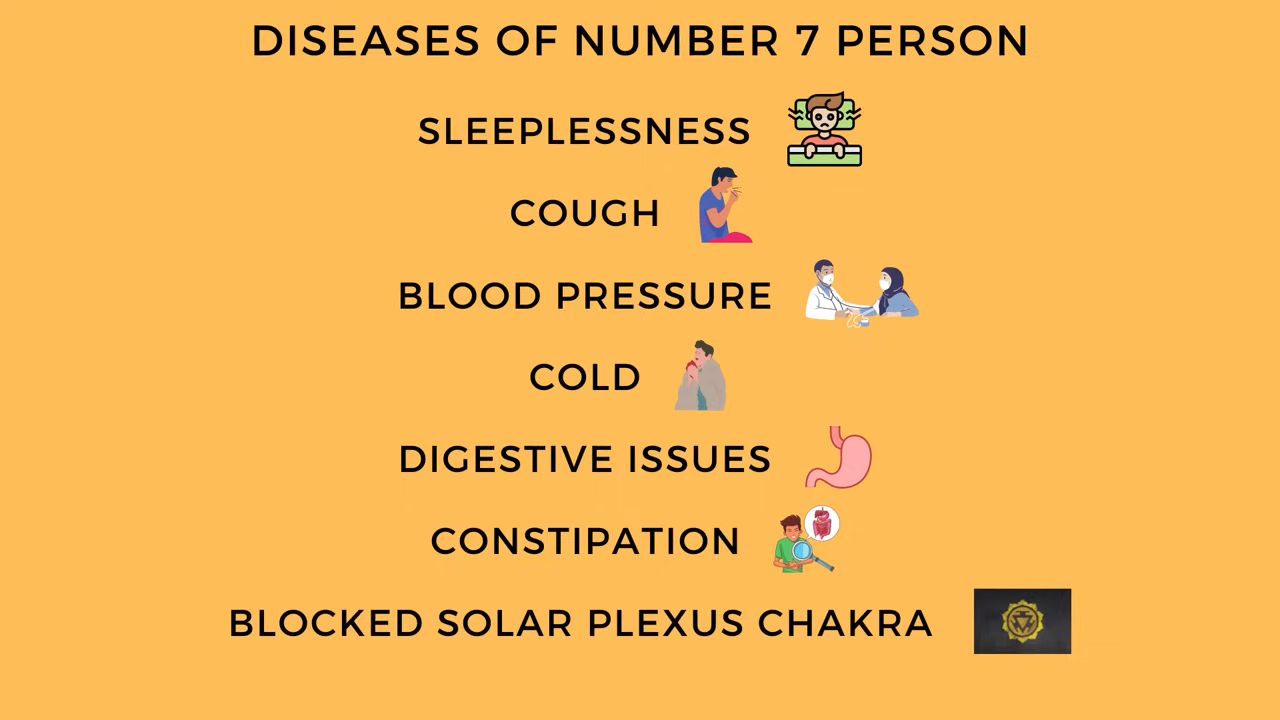 DISEASES OF NUMBER 7 PERSON
SLEEPLESSNESS
COUGH
BLOOD PRESSURE
COLD
DIGESTIVE ISSUES
CONSTIPATION
BLOCKED SOLAR PLEXUS CHAKRA